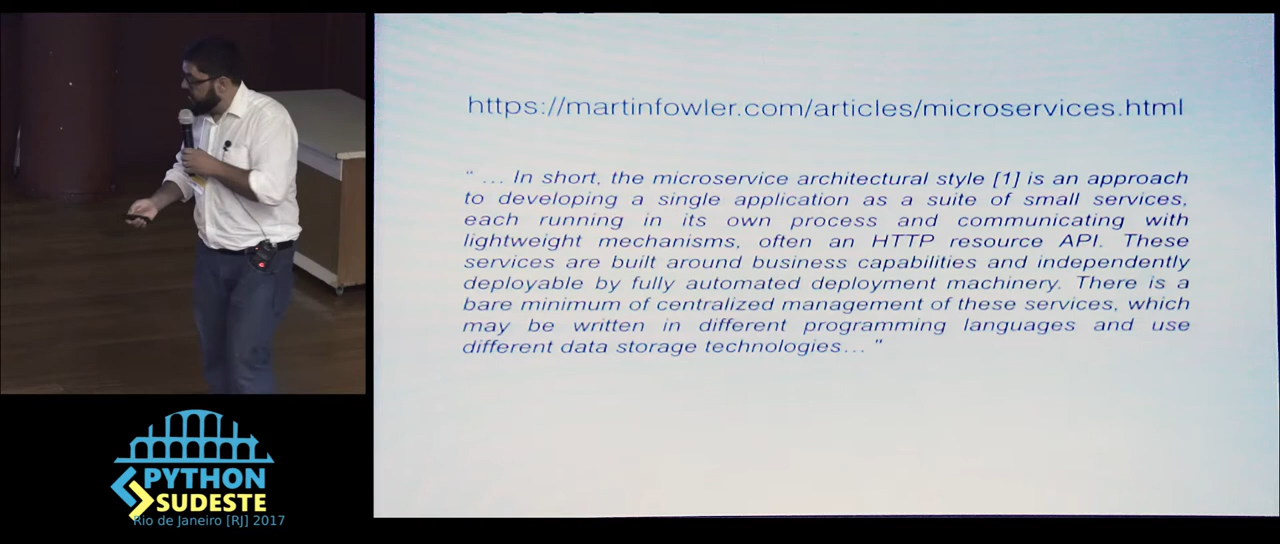 https://martinfowler.com/articles/microservices.html
“ ... In short, the microservice architectural style [1] is an approach
to developing a single application as a suite of small services,
each running in its own process and communicating with
lightweight mechanisms, often an HTTP resource API. These
services are built around business capabilities and independently
deployable by fully automated deployment machinery. There is a
bare minimum of centralized management of these services, which
may be written in different programming languages and use
different data storage technologies... ”
PYTHON
SUDESTE
Rio de Janeiro [RJ] 2017